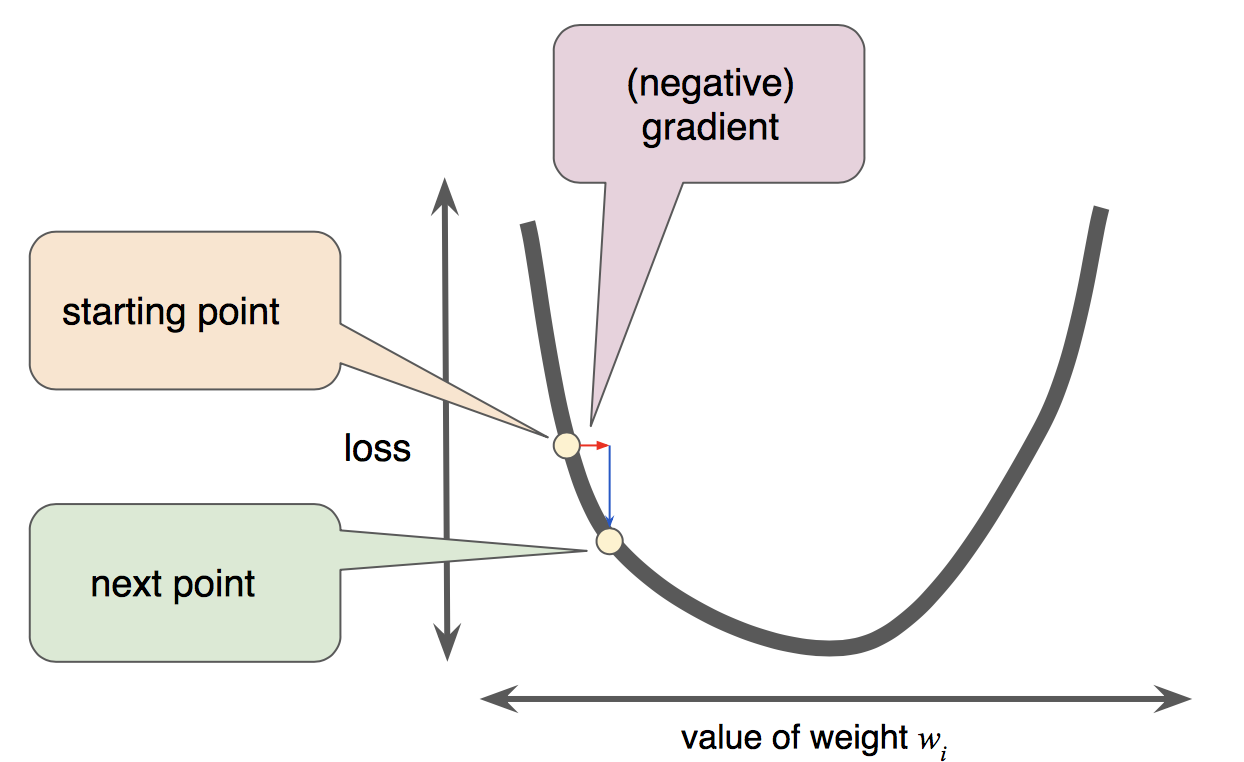 (negative)
gradient
starting point
loss
next point
value of weight wᵢ